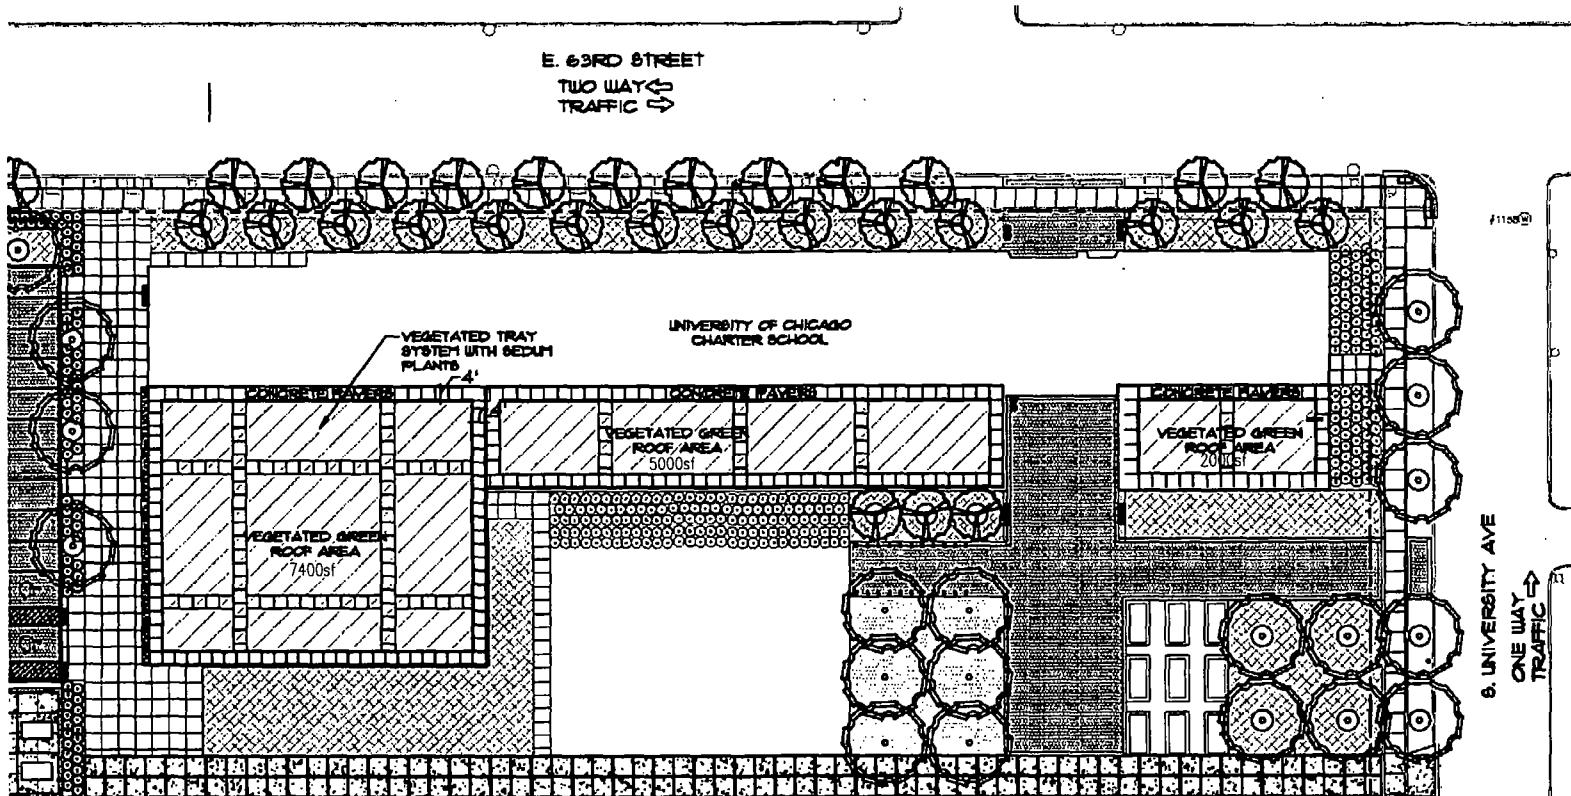 E. 63RD STREET
TWO WAY
TRAFFIC
VEGETATED TRAY
SYSTEM WITH SEDUM
PLANTS
4'
UNIVERSITY OF CHICAGO
CHARTER SCHOOL
CONCRETE PAVERS
CONCRETE PAVERS
CONCRETE PAVERS
4'
VEGETATED GREEN
ROOF AREA
5000sf
VEGETATED GREEN
ROOF AREA
2000sf
VEGETATED GREEN
ROOF AREA
7400sf
S. UNIVERSITY AVE
ONE WAY
TRAFFIC